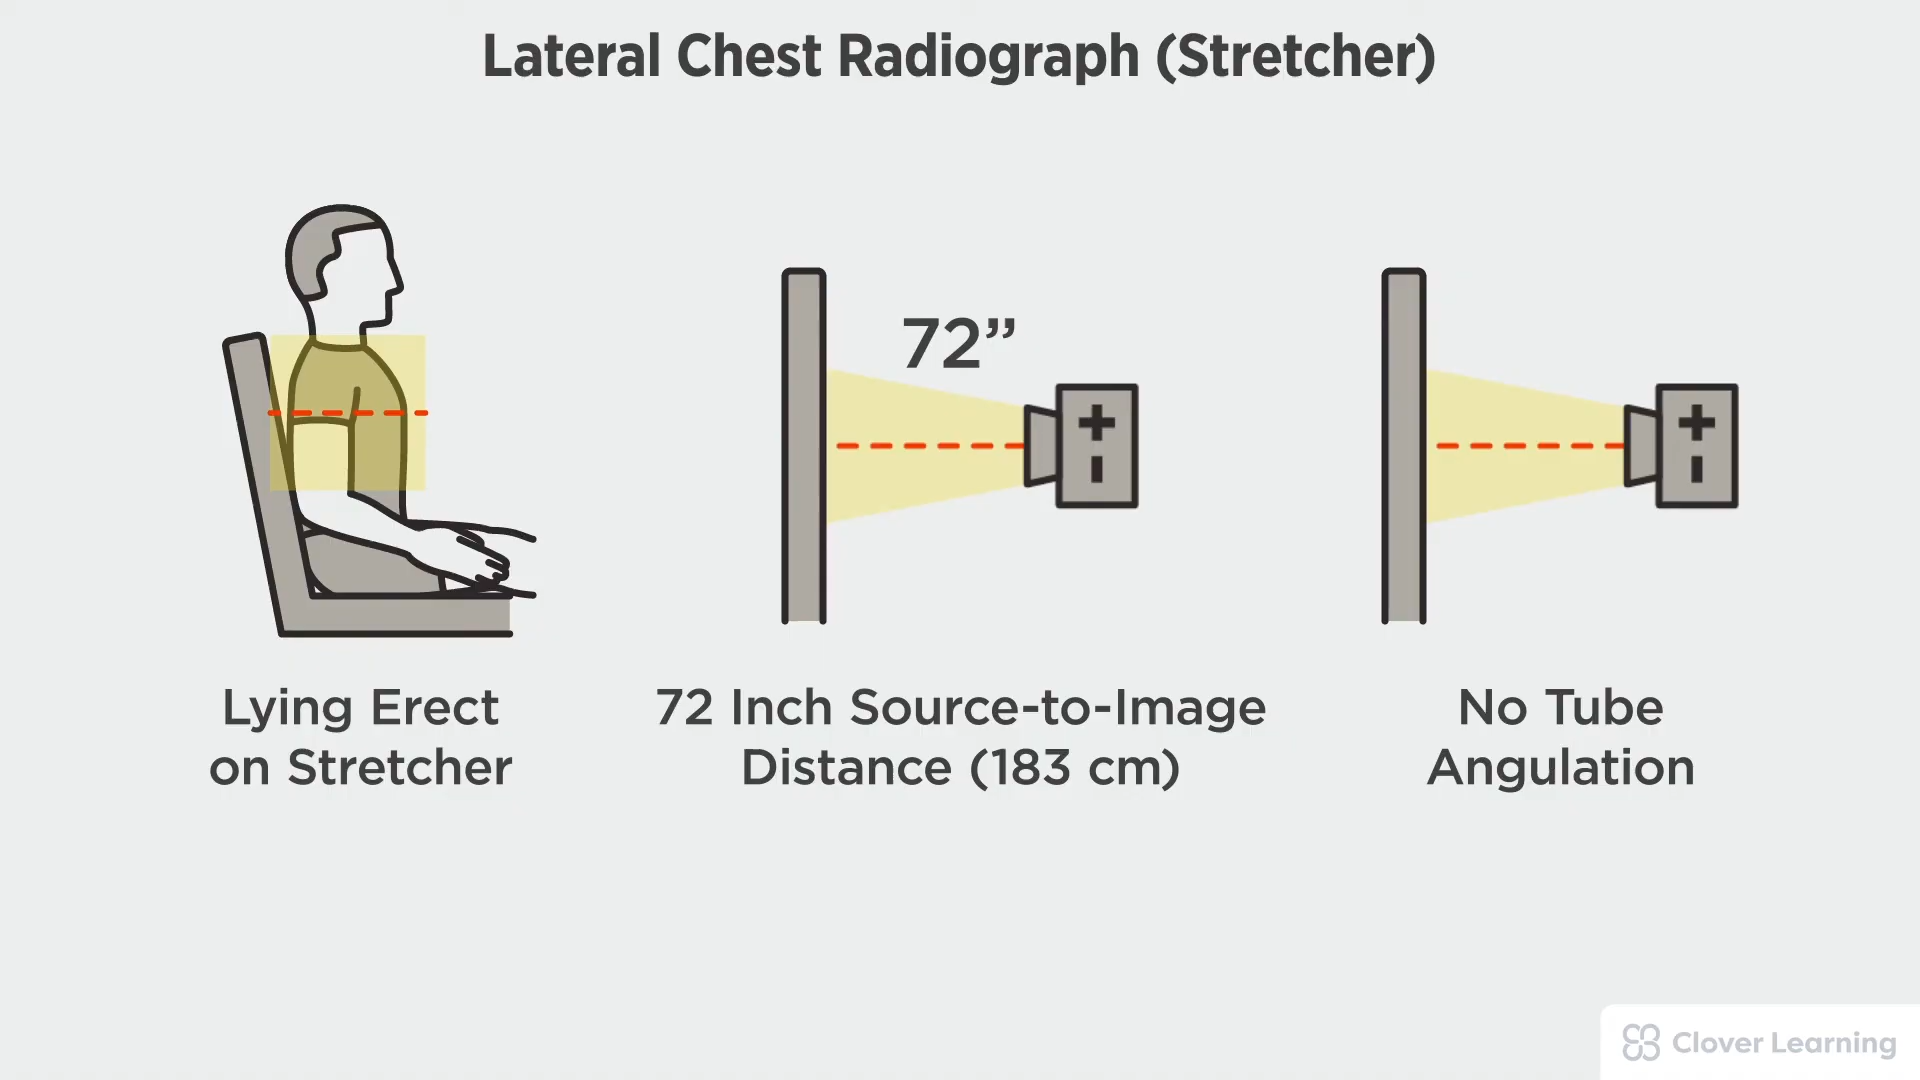 Lateral Chest Radiograph (Stretcher)
72”
Lying Erect
on Stretcher
72 Inch Source-to-Image
Distance (183 cm)
No Tube
Angulation
Clover Learning